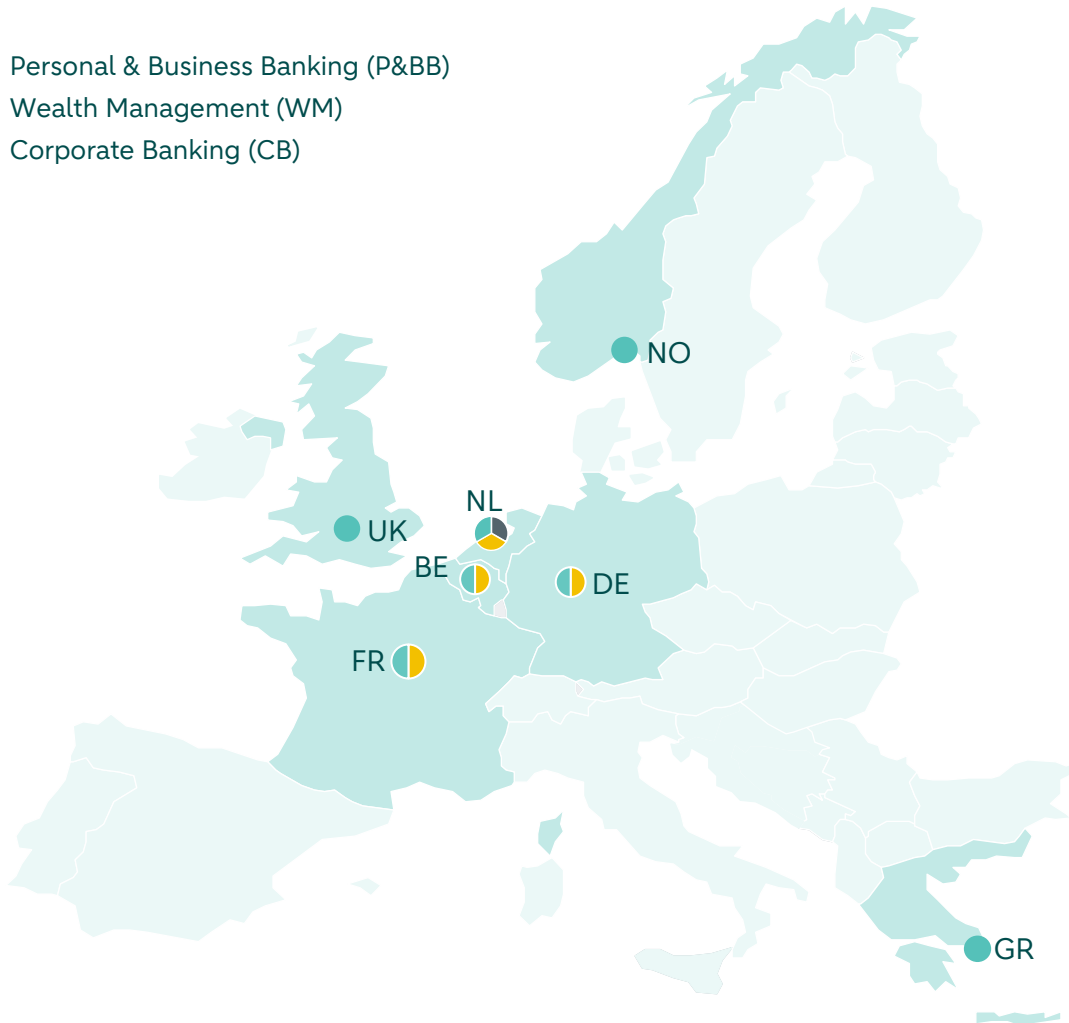 Personal & Business Banking (P&BB)
Wealth Management (WM)
Corporate Banking (CB)
NO
NL
UK
BE
DE
FR
GR